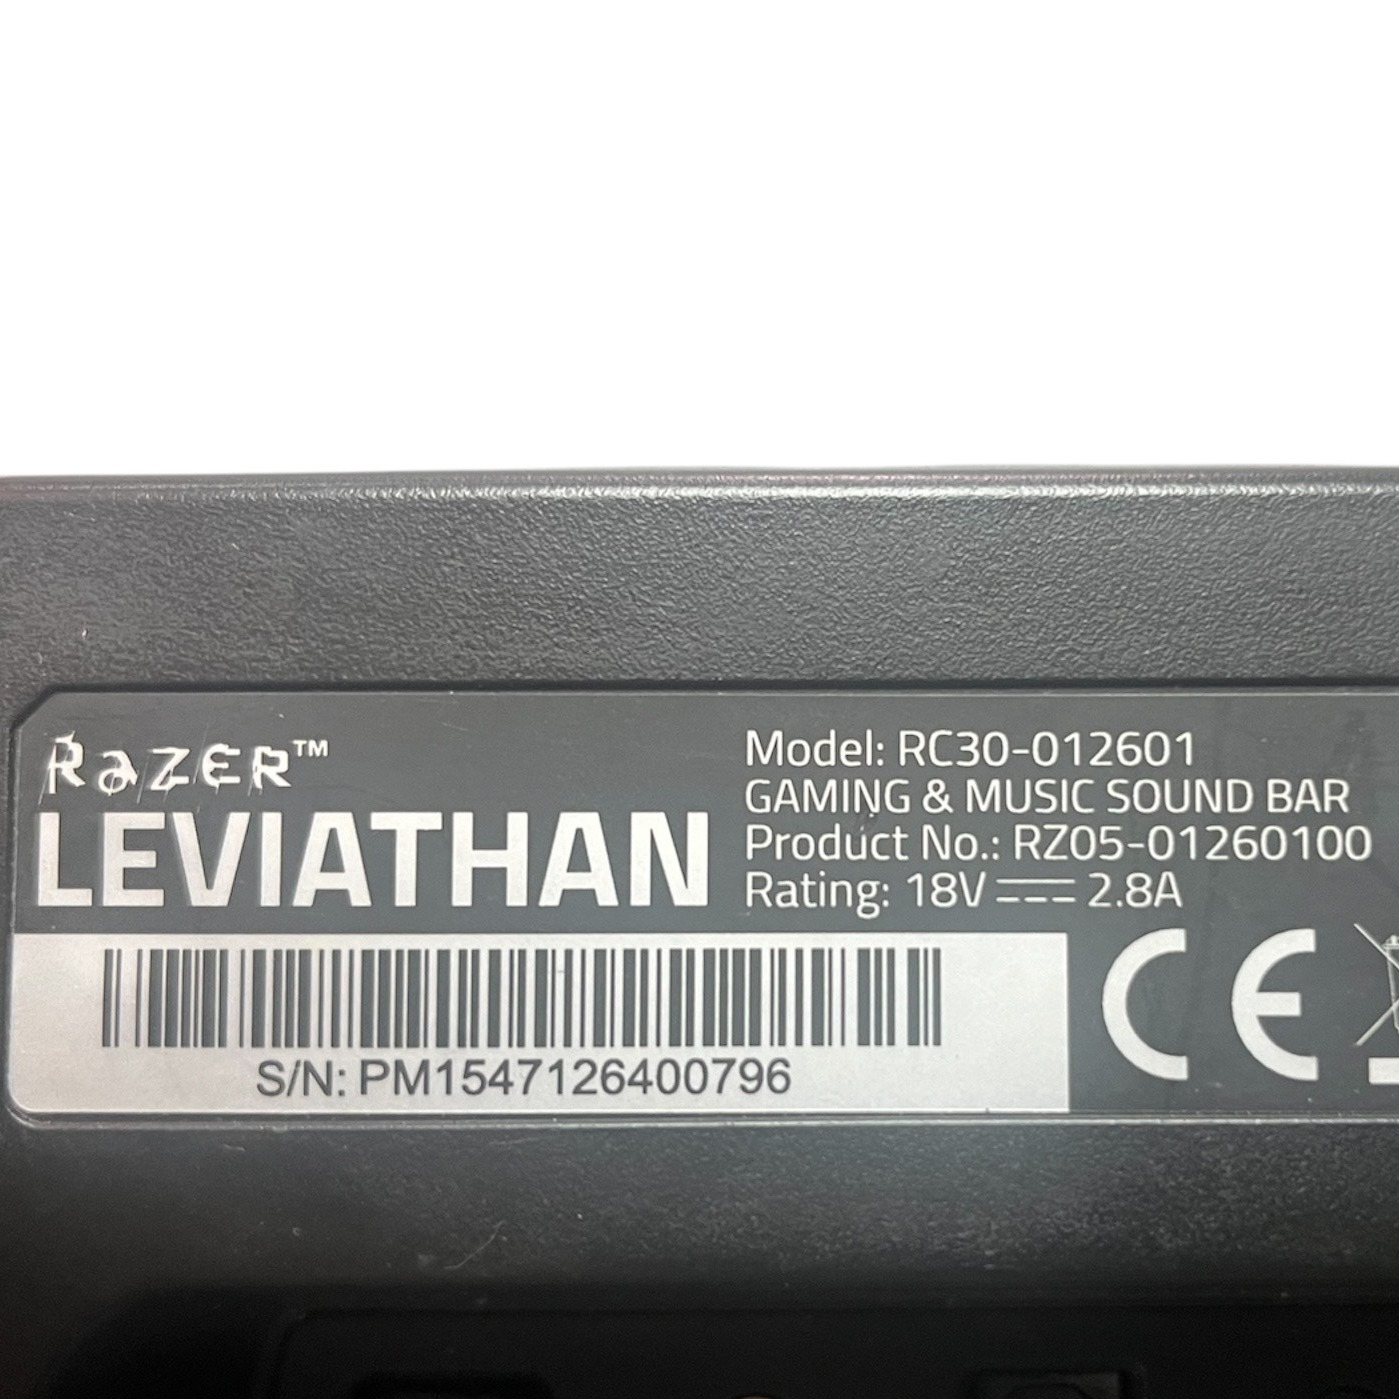 RAZER™
LEVIATHAN
Model: RC30-012601
GAMING & MUSIC SOUND BAR
Product No.: RZ05-01260100
Rating: 18V⎓2.8A
S/N: PM1547126400796
CE